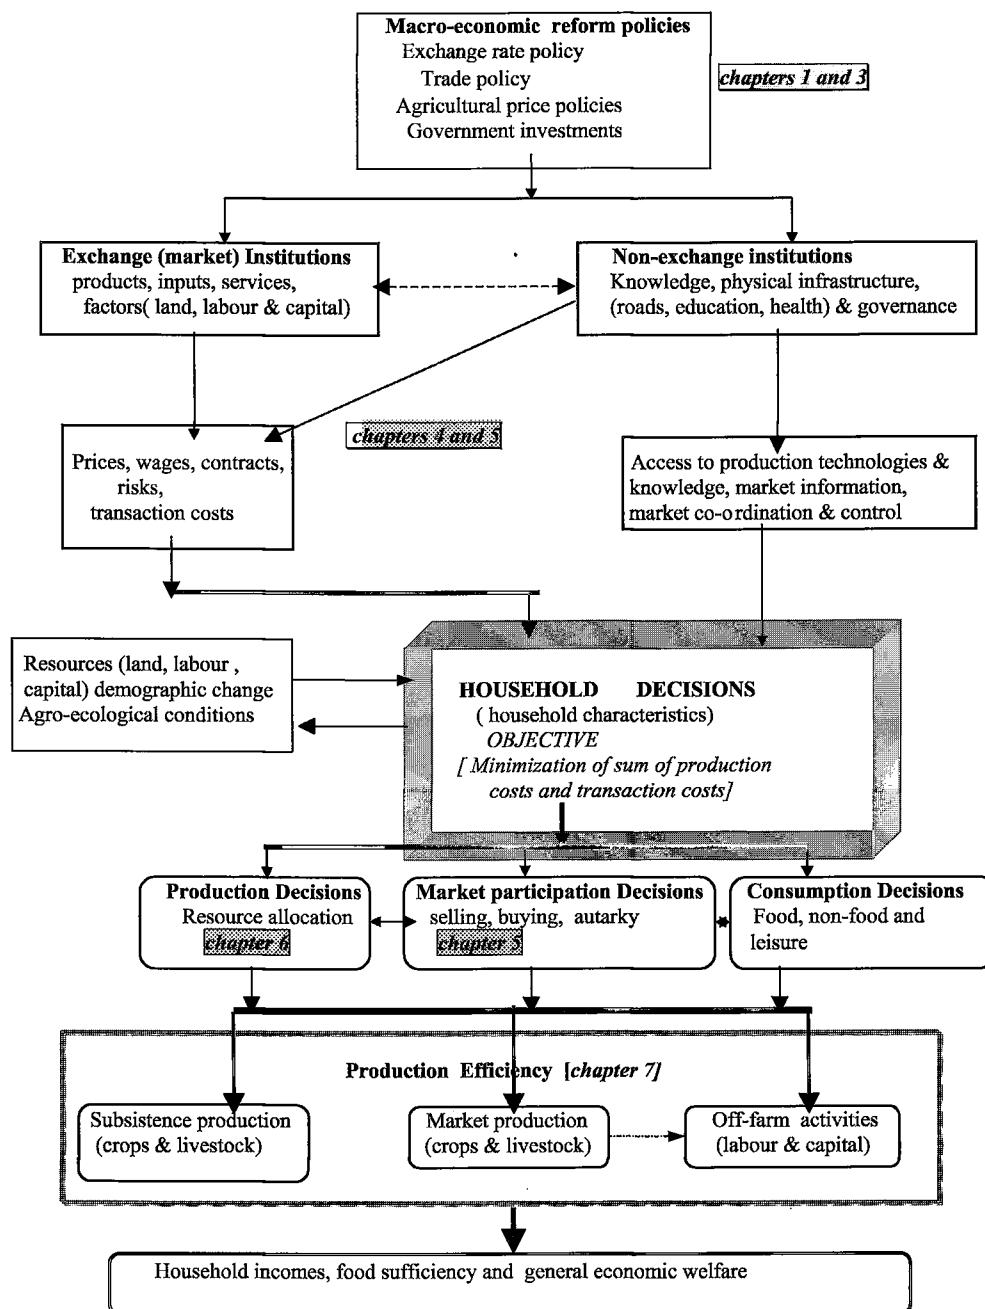 Macro-economic reform policies
Exchange rate policy
Trade policy
Agricultural price policies
Government investments
chapters 1 and 3
Exchange (market) Institutions
products, inputs, services,
factors( land, labour & capital)
Non-exchange institutions
Knowledge, physical infrastructure,
(roads, education, health) & governance
chapters 4 and 5
Prices, wages, contracts,
risks,
transaction costs
Access to production technologies &
knowledge, market information,
market co-ordination & control
Resources (land, labour ,
capital) demographic change
Agro-ecological conditions
HOUSEHOLD DECISIONS
( household characteristics)
OBJECTIVE
[ Minimization of sum of production
costs and transaction costs]
Production Decisions
Resource allocation
chapter 6
Market participation Decisions
selling, buying, autarky
chapter 5
Consumption Decisions
Food, non-food and
leisure
Production Efficiency [chapter 7]
Subsistence production
(crops & livestock)
Market production
(crops & livestock)
Off-farm activities
(labour & capital)
Household incomes, food sufficiency and general economic welfare